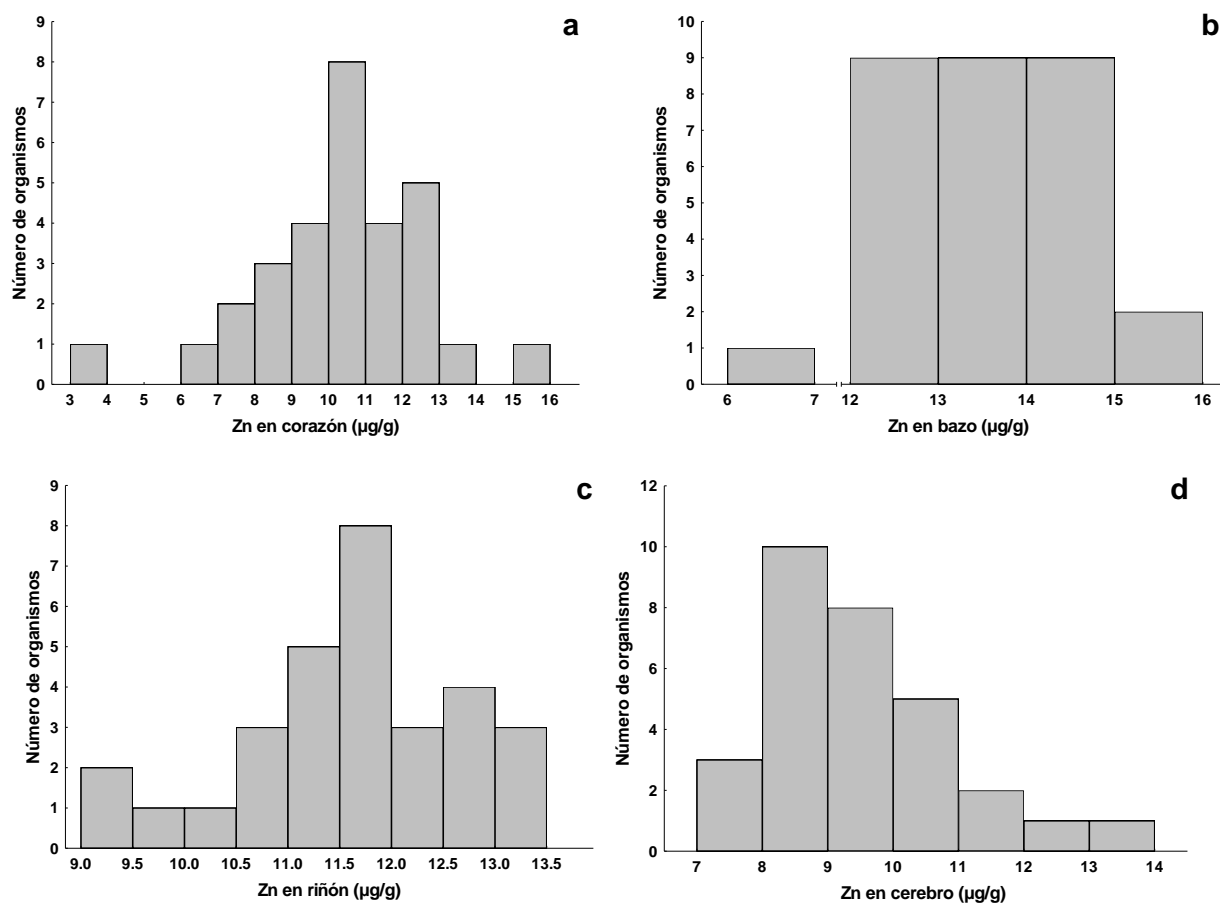 a
Número de organismos
9
8
7
6
5
4
3
2
1
0
3 4 5 6 7 8 9 10 11 12 13 14 15 16
Zn en corazón (µg/g)
b
Número de organismos
10
9
8
7
6
5
4
3
2
1
0
6 7 12 13 14 15 16
Zn en bazo (µg/g)
c
Número de organismos
9
8
7
6
5
4
3
2
1
0
9.0 9.5 10.0 10.5 11.0 11.5 12.0 12.5 13.0 13.5
Zn en riñón (µg/g)
d
Número de organismos
12
10
8
6
4
2
0
7 8 9 10 11 12 13 14
Zn en cerebro (µg/g)